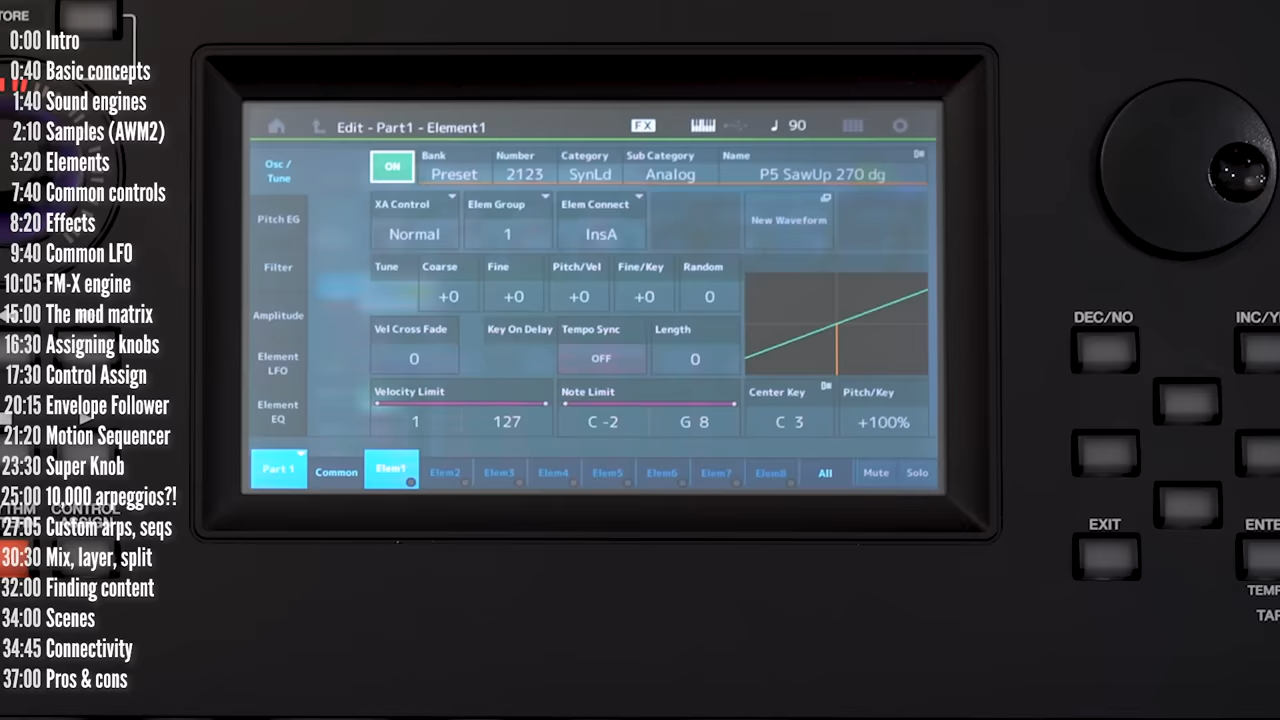 TORE
0:00 Intro
0:40 Basic concepts
1:40 Sound engines
2:10 Samples (AWM2)
3:20 Elements
7:40 Common controls
8:20 Effects
9:40 Common LFO
10:05 FM-X engine
15:00 The mod matrix
16:30 Assigning knobs
17:30 Control Assign
20:15 Envelope Follower
21:20 Motion Sequencer
23:30 Super Knob
25:00 10,000 arpeggios?!
27:05 Custom arps, seqs
30:30 Mix, layer, split
32:00 Finding content
34:00 Scenes
34:45 Connectivity
37:00 Pros & cons
YTHM CONTROL
ASSIGN
Edit - Part1 - Element1 FX ♩ 90
Osc / Tune
Pitch EG
Filter
Amplitude
Element LFO
Element EQ
ON
Bank Number Category Sub Category Name
Preset 2123 SynLd Analog P5 SawUp 270 dg
XA Control Elem Group Elem Connect New Waveform
Normal 1 InsA
Tune Coarse Fine Pitch/Vel Fine/Key Random
+0 +0 +0 +0 0
Vel Cross Fade Key On Delay Tempo Sync Length
0 OFF 0
Velocity Limit Note Limit Center Key Pitch/Key
1 127 C -2 G 8 C 3 +100%
Part 1 Common Elem1 Elem2 Elem3 Elem4 Elem5 Elem6 Elem7 Elem8 All Mute Solo
DEC/NO INC/Y
EXIT ENTE
TEMP
TAP